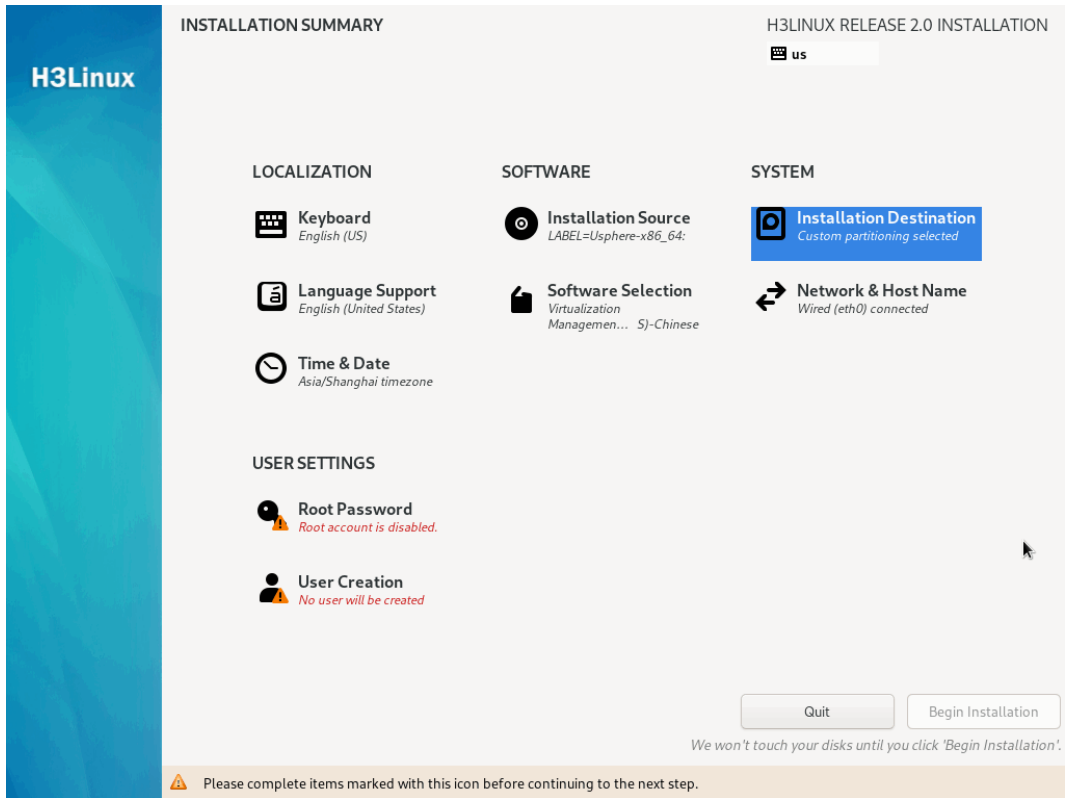 INSTALLATION SUMMARY
H3LINUX RELEASE 2.0 INSTALLATION
us
H3Linux
LOCALIZATION
Keyboard
English (US)
Language Support
English (United States)
Time & Date
Asia/Shanghai timezone
SOFTWARE
Installation Source
LABEL=Usphere-x86_64:
Software Selection
Virtualization
Managemen... S)-Chinese
SYSTEM
Installation Destination
Custom partitioning selected
Network & Host Name
Wired (eth0) connected
USER SETTINGS
Root Password
Root account is disabled.
User Creation
No user will be created
Quit
Begin Installation
We won't touch your disks until you click 'Begin Installation'.
Please complete items marked with this icon before continuing to the next step.